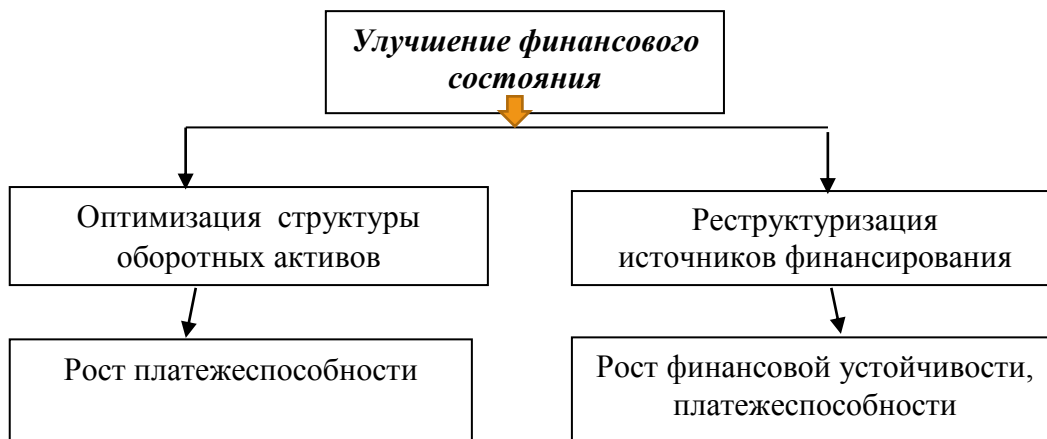 Улучшение финансового
состояния
Оптимизация структуры
оборотных активов
Реструктуризация
источников финансирования
Рост платежеспособности
Рост финансовой устойчивости,
платежеспособности